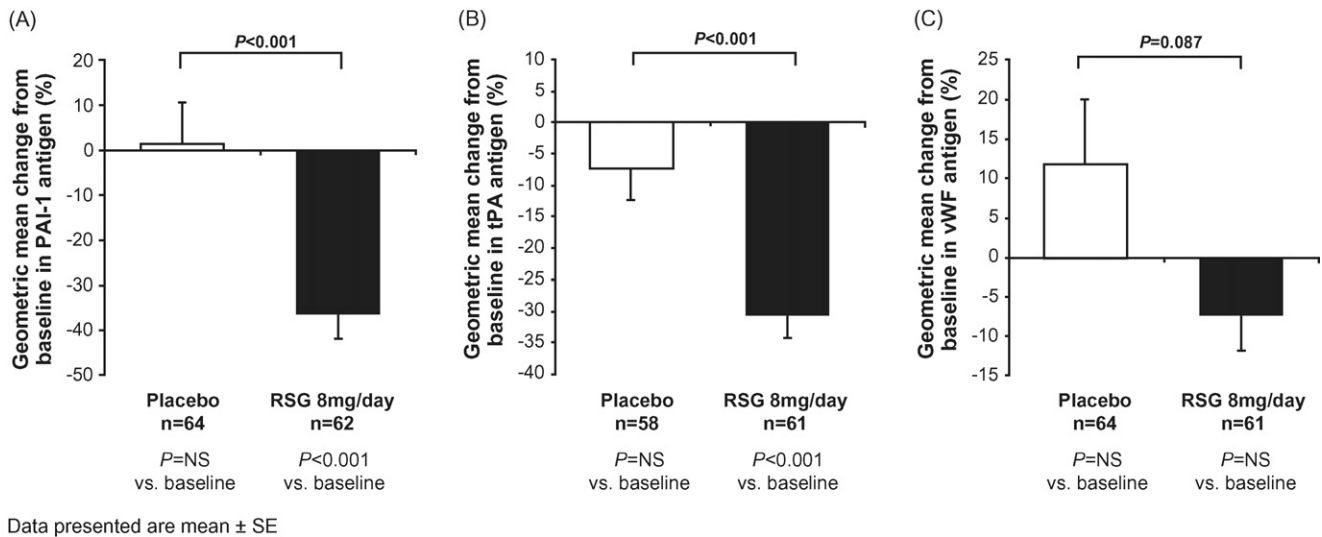 (A)
P<0.001
Geometric mean change from
baseline in PAI-1 antigen (%)
20
10
0
-10
-20
-30
-40
-50
Placebo
n=64
RSG 8mg/day
n=62
P=NS
vs. baseline
P<0.001
vs. baseline
(B)
P<0.001
Geometric mean change from
baseline in tPA antigen (%)
10
5
0
-5
-10
-15
-20
-25
-30
-35
-40
Placebo
n=58
RSG 8mg/day
n=61
P=NS
vs. baseline
P<0.001
vs. baseline
(C)
P=0.087
Geometric mean change from
baseline in vWF antigen (%)
25
20
15
10
5
0
-5
-10
-15
Placebo
n=64
RSG 8mg/day
n=61
P=NS
vs. baseline
P=NS
vs. baseline
Data presented are mean ± SE